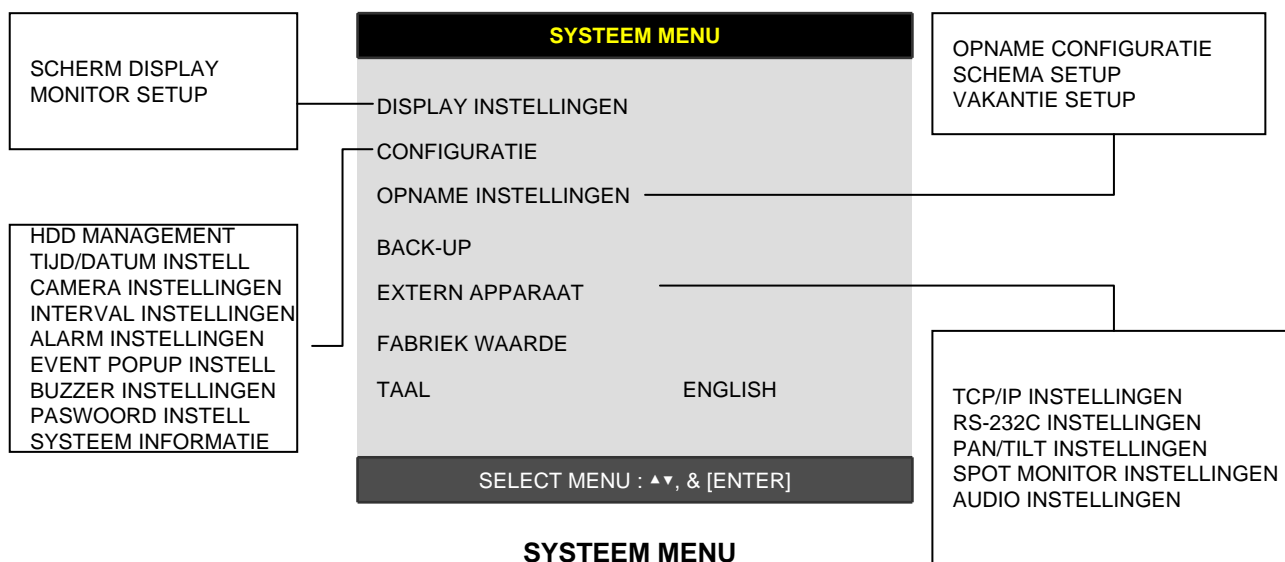 SCHERM DISPLAY
MONITOR SETUP
HDD MANAGEMENT
TIJD/DATUM INSTELL
CAMERA INSTELLINGEN
INTERVAL INSTELLINGEN
ALARM INSTELLINGEN
EVENT POPUP INSTELL
BUZZER INSTELLINGEN
PASWOORD INSTELL
SYSTEEM INFORMATIE
SYSTEEM MENU
DISPLAY INSTELLINGEN
CONFIGURATIE
OPNAME INSTELLINGEN
BACK-UP
EXTERN APPARAAT
FABRIEK WAARDE
TAAL ENGLISH
SELECT MENU : ▲▼, & [ENTER]
OPNAME CONFIGURATIE
SCHEMA SETUP
VAKANTIE SETUP
TCP/IP INSTELLINGEN
RS-232C INSTELLINGEN
PAN/TILT INSTELLINGEN
SPOT MONITOR INSTELLINGEN
AUDIO INSTELLINGEN
SYSTEEM MENU